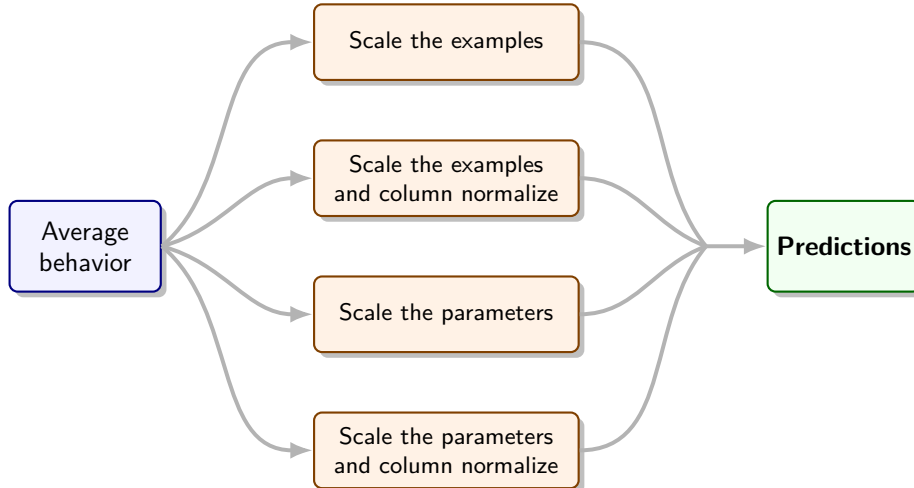 Scale the examples
Scale the examples
and column normalize
Average
behavior
Predictions
Scale the parameters
Scale the parameters
and column normalize